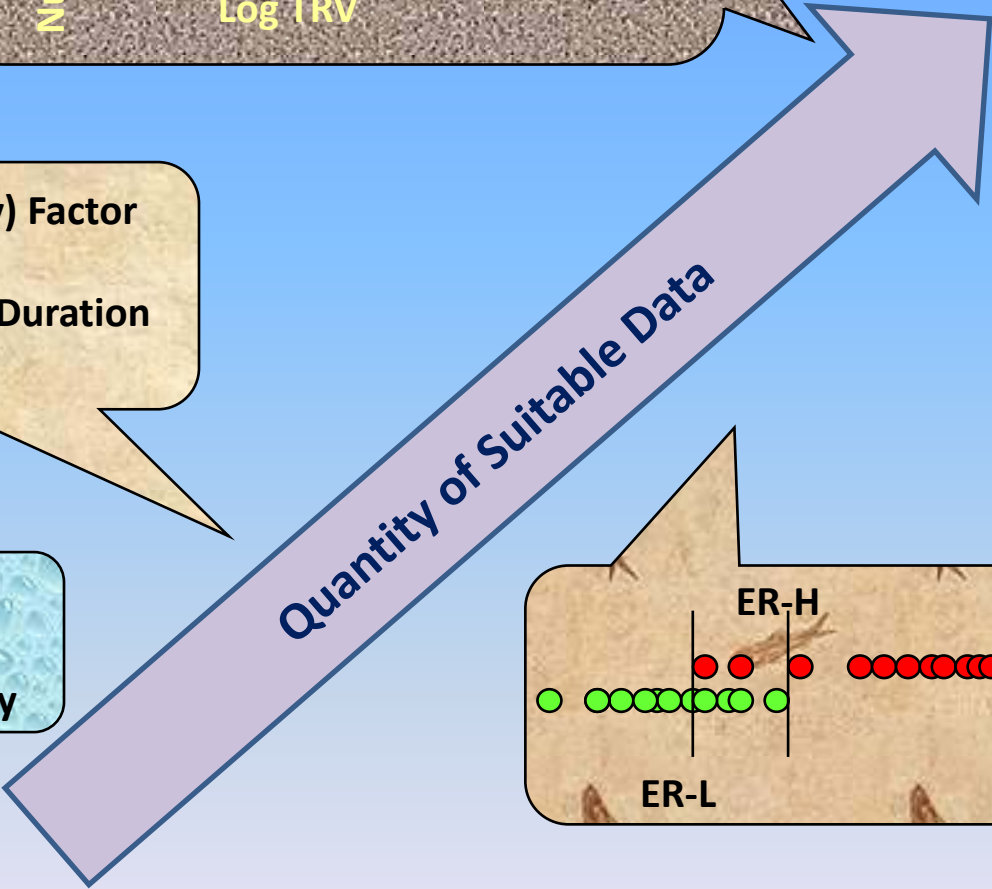 Log TRV
) Factor
Duration
Quantity of Suitable Data
ER-H
y
ER-L